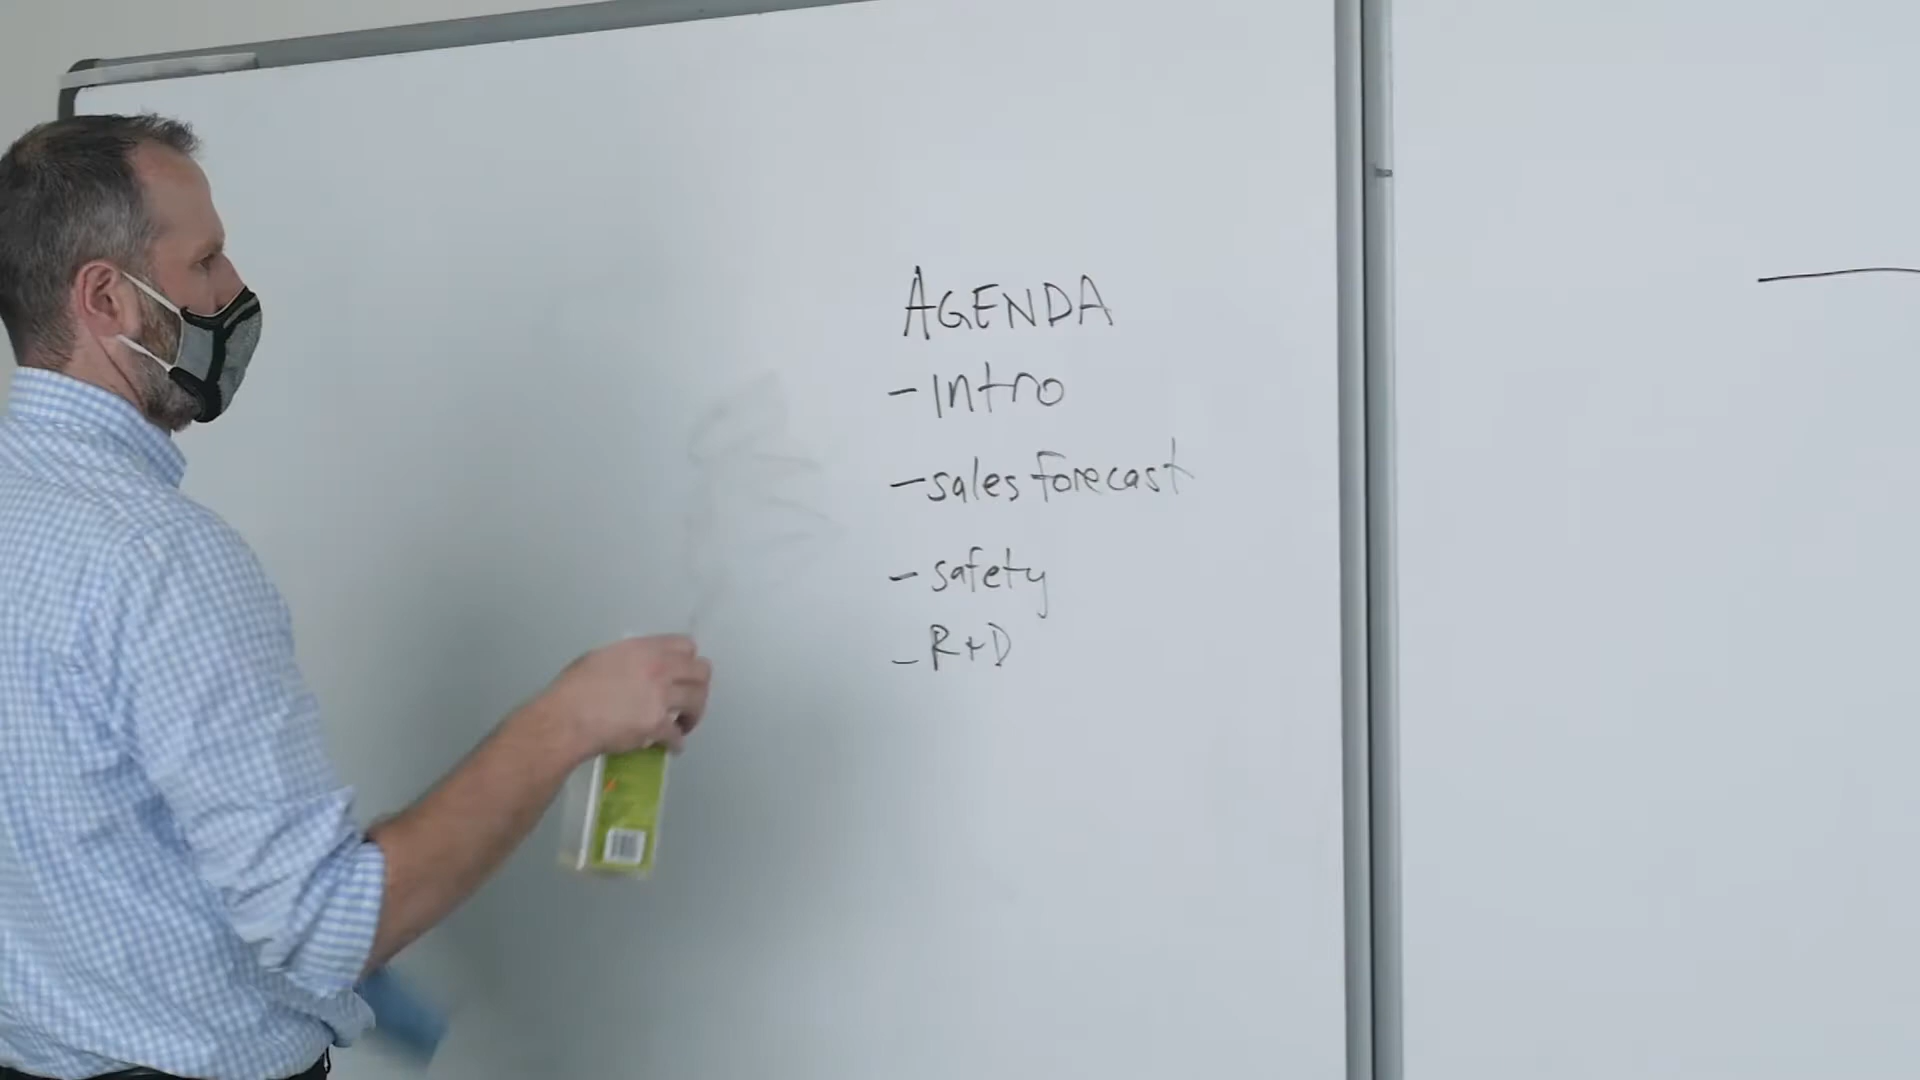 AGENDA
- Intro
- sales forecast
- safety
- R+D